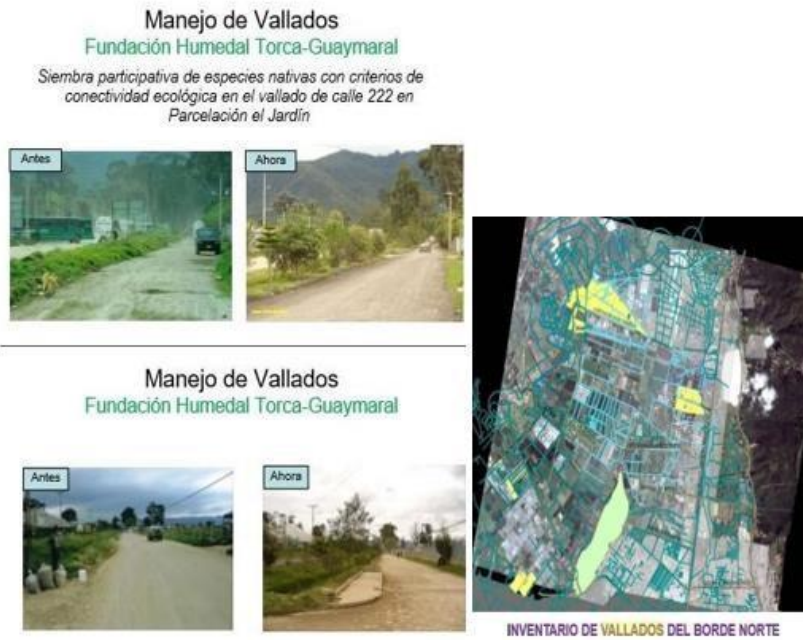 Manejo de Vallados
Fundación Humedal Torca-Guaymaral
Siembra participativa de especies nativas con criterios de
conectividad ecológica en el vallado de calle 222 en
Parcelación el Jardín
Antes
Ahora
Manejo de Vallados
Fundación Humedal Torca-Guaymaral
Antes
Ahora
INVENTARIO DE VALLADOS DEL BORDE NORTE